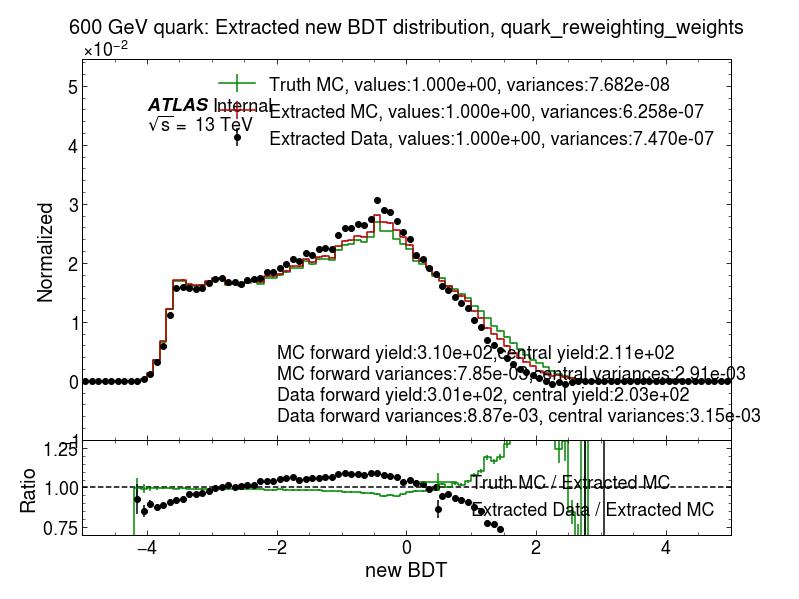 600 GeV quark: Extracted new BDT distribution, quark_reweighting_weights
×10⁻²
Truth MC, values:1.000e+00, variances:7.682e-08
ATLAS Internal
Extracted MC, values:1.000e+00, variances:6.258e-07
√s = 13 TeV
Extracted Data, values:1.000e+00, variances:7.470e-07
5
4
3
2
1
0
−1
Normalized
MC forward yield:3.10e+02,central yield:2.11e+02
MC forward variances:7.85e-03,central variances:2.91e-03
Data forward yield:3.01e+02, central yield:2.03e+02
Data forward variances:8.87e-03, central variances:3.15e-03
1.25
1.00
0.75
Ratio
Truth MC / Extracted MC
Extracted Data / Extracted MC
−4 −2 0 2 4
new BDT